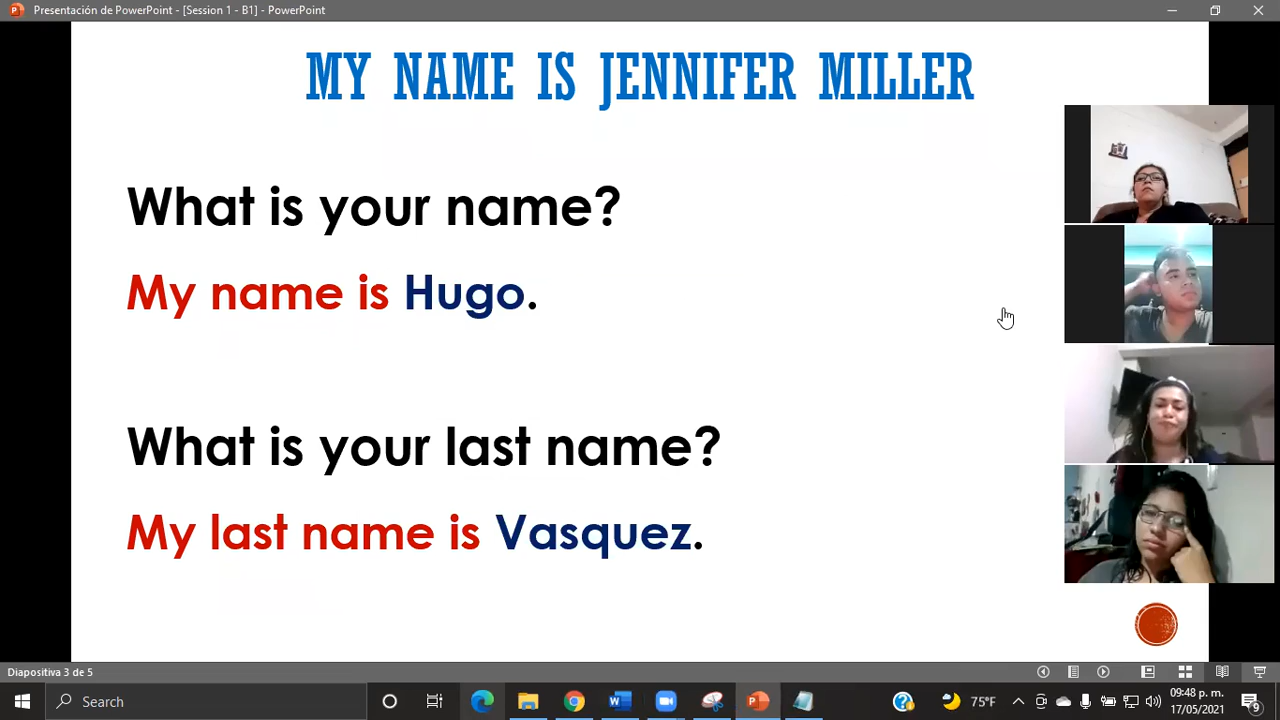 Presentación de PowerPoint - [Session 1 - B1] - PowerPoint
MY NAME IS JENNIFER MILLER
What is your name?
My name is Hugo.
What is your last name?
My last name is Vasquez.
Diapositiva 3 de 5
Search
75°F
09:48 p. m.
17/05/2021
9